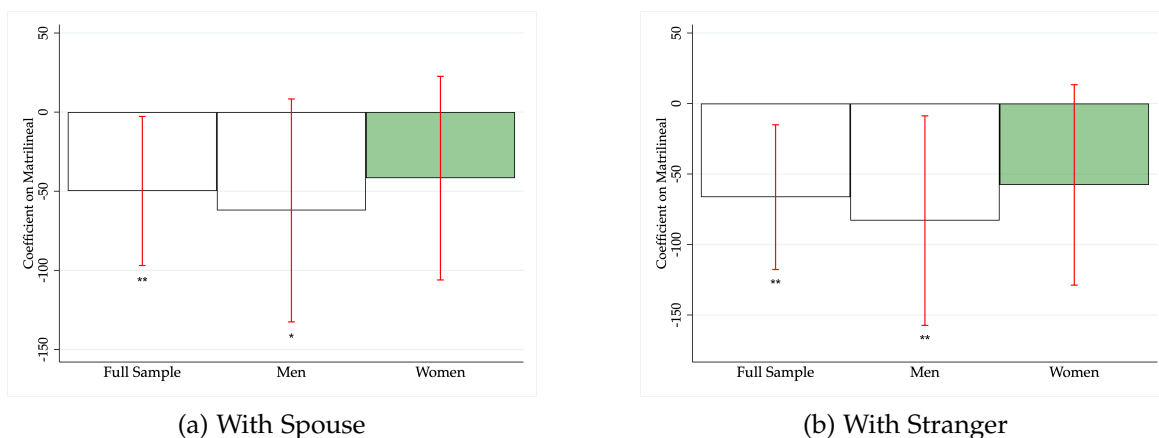 Coefficient on Matrilineal
50
0
-50
-100
-150
**
*
Full Sample
Men
Women
(a) With Spouse
Coefficient on Matrilineal
50
0
-50
-100
-150
**
**
Full Sample
Men
Women
(b) With Stranger